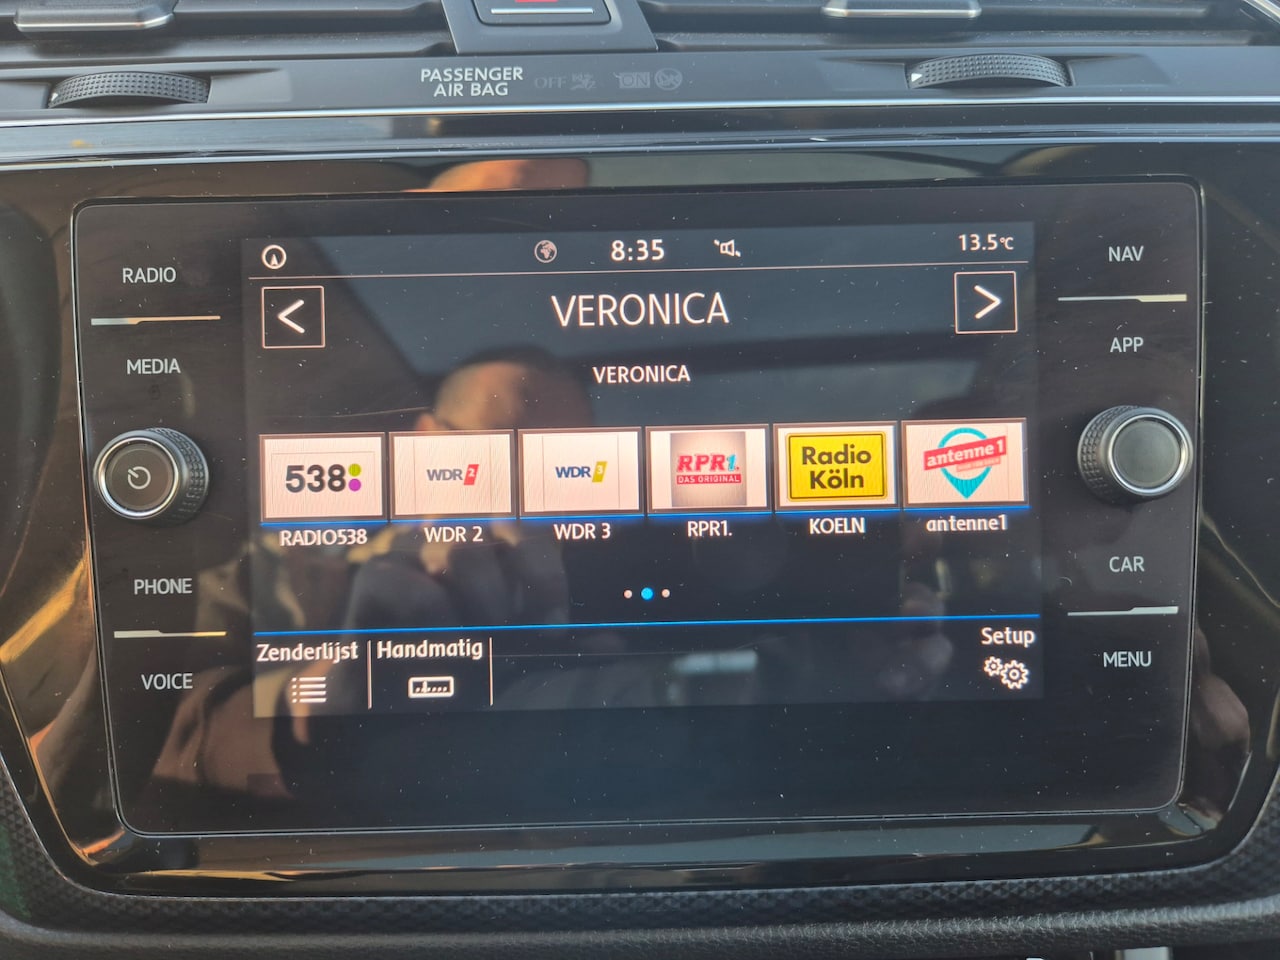 PASSENGER
AIR BAG
OFF
ON
8:35
13.5°C
RADIO
NAV
VERONICA
MEDIA
APP
VERONICA
538
WDR 2
WDR 3
RPR1.
DAS ORIGINAL
Radio
Köln
antenne 1
RADIO538
WDR 2
WDR 3
RPR1.
KOELN
antenne1
PHONE
CAR
Zenderlijst
Handmatig
Setup
VOICE
MENU